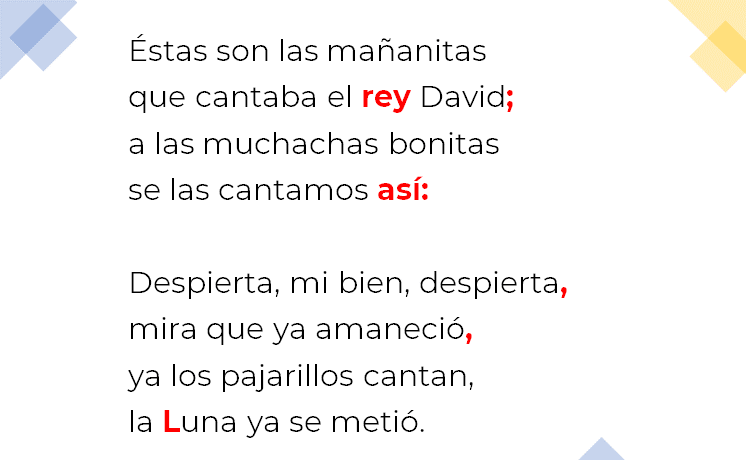 Éstas son las mañanitas
que cantaba el rey David;
a las muchachas bonitas
se las cantamos así:
Despierta, mi bien, despierta,
mira que ya amaneció,
ya los pajarillos cantan,
la Luna ya se metió.